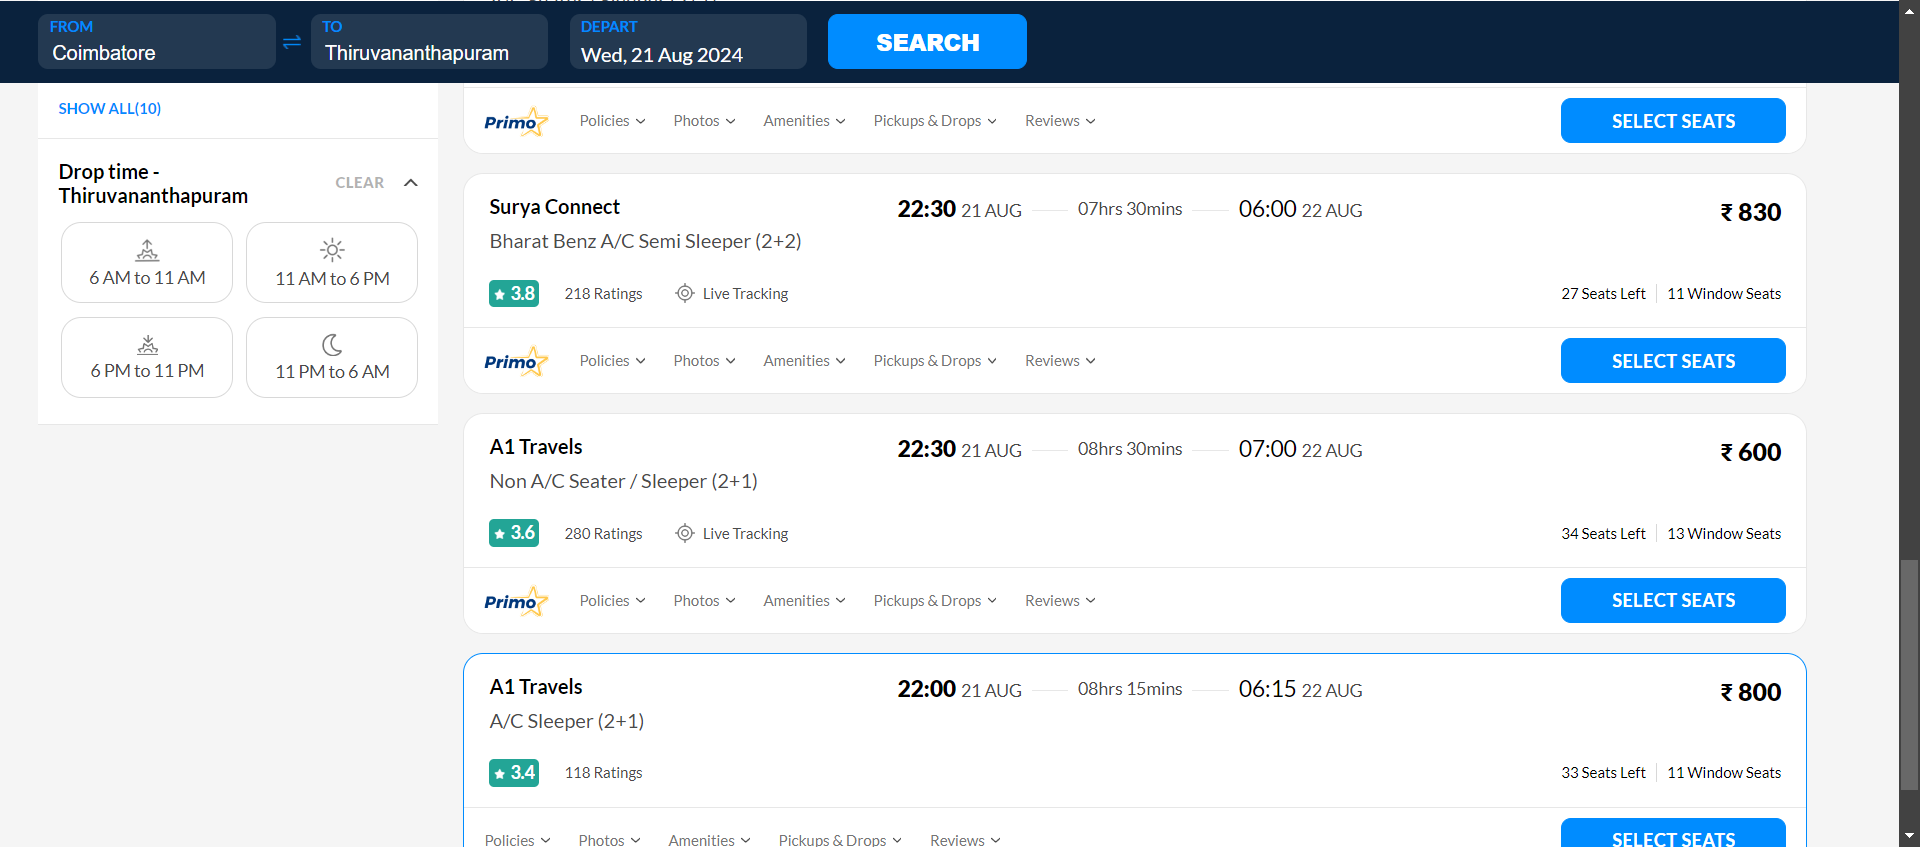 FROM
Coimbatore
TO
Thiruvananthapuram
DEPART
Wed, 21 Aug 2024
SEARCH
SHOW ALL(10)
Drop time -
Thiruvananthapuram
CLEAR
6 AM to 11 AM
11 AM to 6 PM
6 PM to 11 PM
11 PM to 6 AM
Primo Policies Photos Amenities Pickups & Drops Reviews SELECT SEATS
Surya Connect 22:30 21 AUG 07hrs 30mins 06:00 22 AUG ₹ 830
Bharat Benz A/C Semi Sleeper (2+2)
3.8 218 Ratings Live Tracking 27 Seats Left 11 Window Seats
Primo Policies Photos Amenities Pickups & Drops Reviews SELECT SEATS
A1 Travels 22:30 21 AUG 08hrs 30mins 07:00 22 AUG ₹ 600
Non A/C Seater / Sleeper (2+1)
3.6 280 Ratings Live Tracking 34 Seats Left 13 Window Seats
Primo Policies Photos Amenities Pickups & Drops Reviews SELECT SEATS
A1 Travels 22:00 21 AUG 08hrs 15mins 06:15 22 AUG ₹ 800
A/C Sleeper (2+1)
3.4 118 Ratings 33 Seats Left 11 Window Seats
Policies Photos Amenities Pickups & Drops Reviews SELECT SEATS